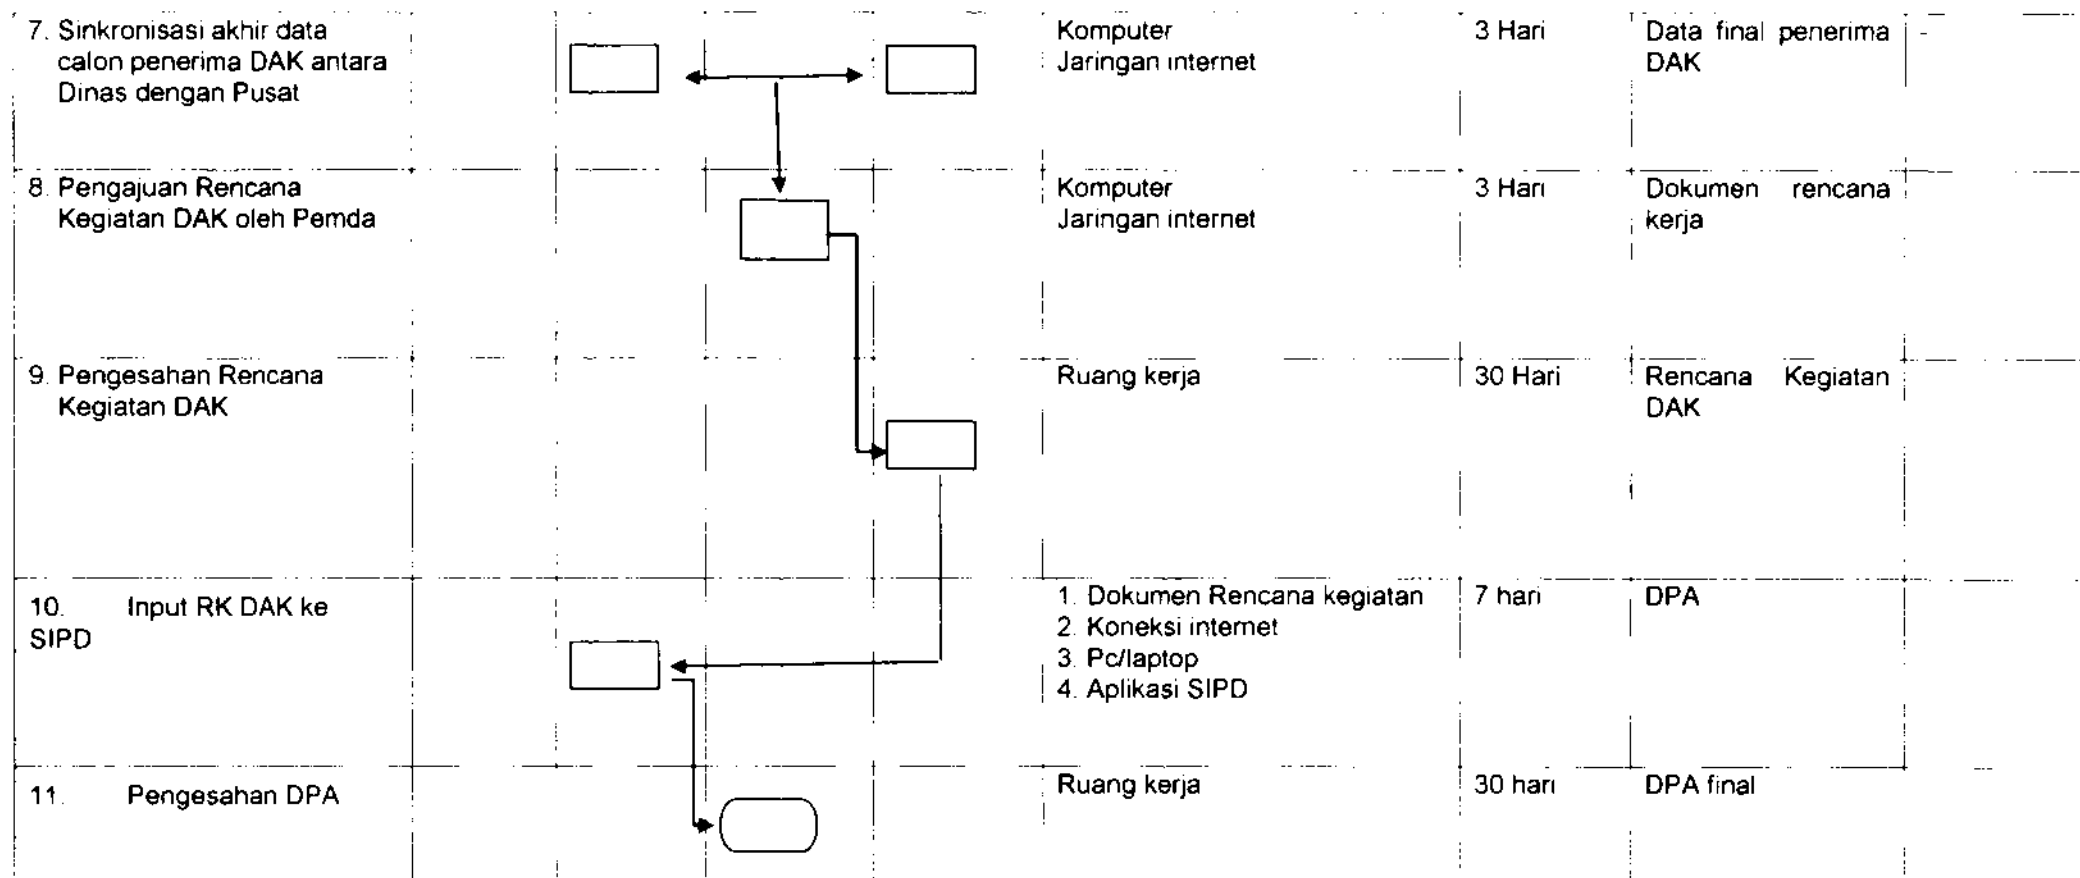 7. Sinkronisasi akhir data
calon penerima DAK antara
Dinas dengan Pusat
Komputer
Jaringan internet
3 Hari
Data final penerima
DAK
-
8. Pengajuan Rencana
Kegiatan DAK oleh Pemda
Komputer
Jaringan internet
3 Hari
Dokumen rencana
kerja
9. Pengesahan Rencana
Kegiatan DAK
Ruang kerja
30 Hari
Rencana Kegiatan
DAK
10. Input RK DAK ke
SIPD
1. Dokumen Rencana kegiatan
2. Koneksi internet
3. Pc/laptop
4. Aplikasi SIPD
7 hari
DPA
11. Pengesahan DPA
Ruang kerja
30 hari
DPA final